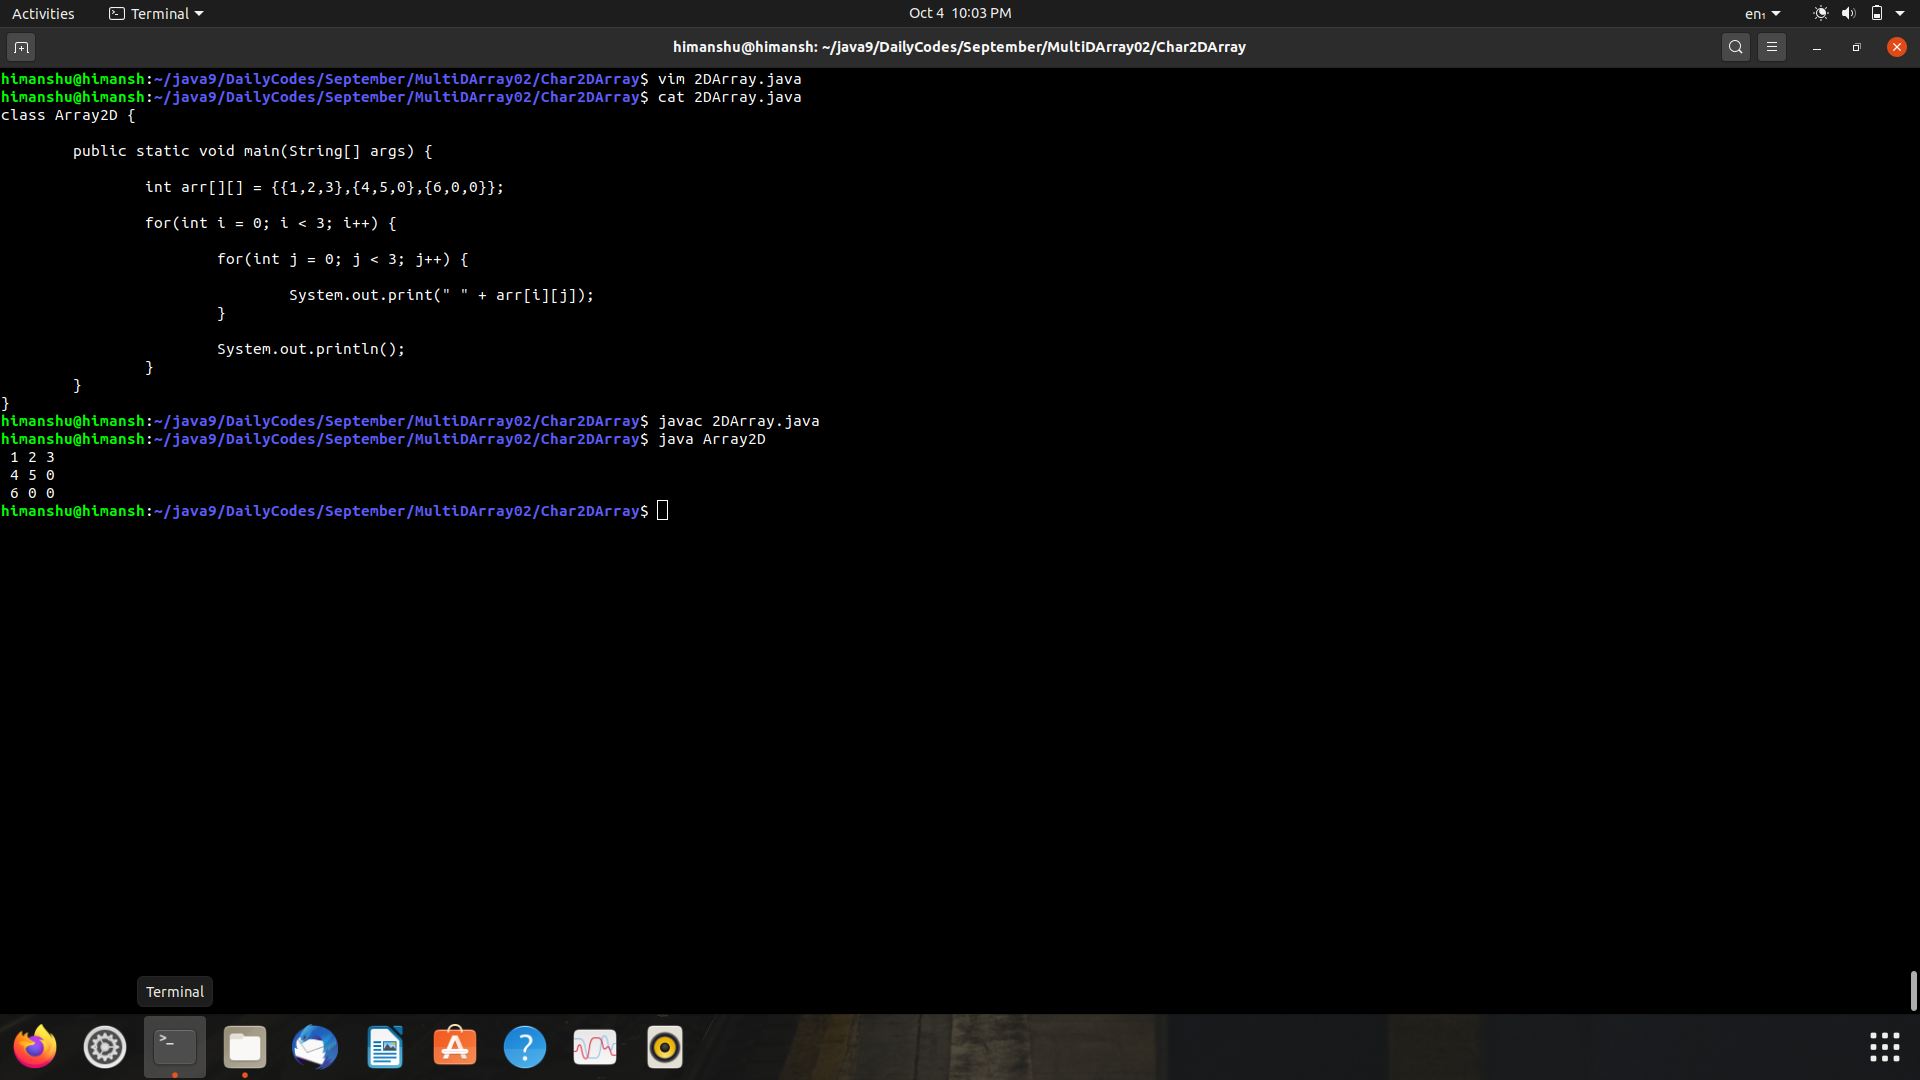 Activities Terminal Oct 4 10:03 PM en₁
himanshu@himansh: ~/java9/DailyCodes/September/MultiDArray02/Char2DArray
himanshu@himansh:~/java9/DailyCodes/September/MultiDArray02/Char2DArray$ vim 2DArray.java
himanshu@himansh:~/java9/DailyCodes/September/MultiDArray02/Char2DArray$ cat 2DArray.java
class Array2D {
public static void main(String[] args) {
int arr[][] = {{1,2,3},{4,5,0},{6,0,0}};
for(int i = 0; i < 3; i++) {
for(int j = 0; j < 3; j++) {
System.out.print(" " + arr[i][j]);
}
System.out.println();
}
}
}
himanshu@himansh:~/java9/DailyCodes/September/MultiDArray02/Char2DArray$ javac 2DArray.java
himanshu@himansh:~/java9/DailyCodes/September/MultiDArray02/Char2DArray$ java Array2D
1 2 3
4 5 0
6 0 0
himanshu@himansh:~/java9/DailyCodes/September/MultiDArray02/Char2DArray$
Terminal